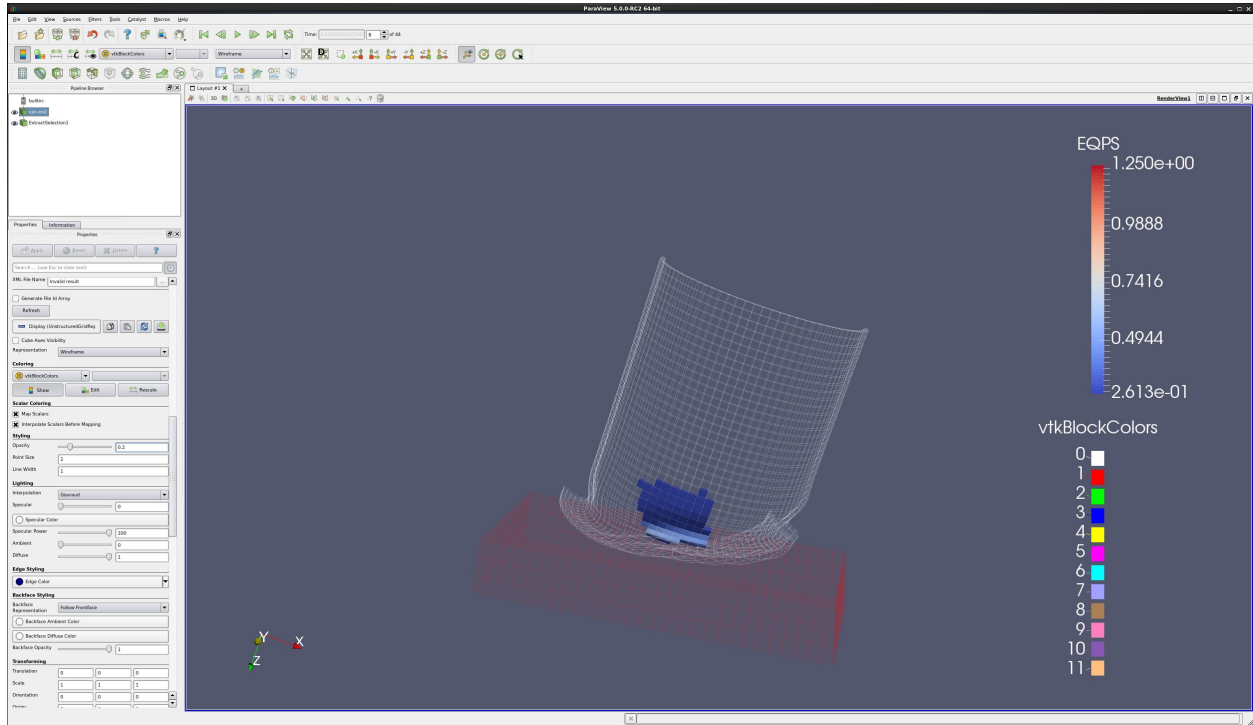 ParaView 5.0.0-RC2 64-bit
File Edit View Sources Filters Tools Catalyst Macros Help
Time: 8 of 44
vtkBlockColors Wireframe
Pipeline Browser
Layout #1
builtin:
can.ex2
ExtractSelection1
3D
RenderView1
Properties Information
Properties
Apply Reset Delete ?
Search ... (use Esc to clear text)
XML File Name Invalid result ...
Generate File Id Array
Refresh
Display (UnstructuredGridRep
Cube Axes Visibility
Representation Wireframe
Coloring
vtkBlockColors
Show Edit Rescale
Scalar Coloring
Map Scalars
Interpolate Scalars Before Mapping
Styling
Opacity 0.2
Point Size 2
Line Width 1
Lighting
Interpolation Gouraud
Specular 0
Specular Color
Specular Power 100
Ambient 0
Diffuse 1
Edge Styling
Edge Color
Backface Styling
Backface Representation Follow Frontface
Backface Ambient Color
Backface Diffuse Color
Backface Opacity 1
Transforming
Translation 0 0 0
Scale 1 1 1
Orientation 0 0 0
Origin
EQPS
1.250e+00
0.9888
0.7416
0.4944
2.613e-01
vtkBlockColors
0
1
2
3
4
5
6
7
8
9
10
11
Y
X
Z